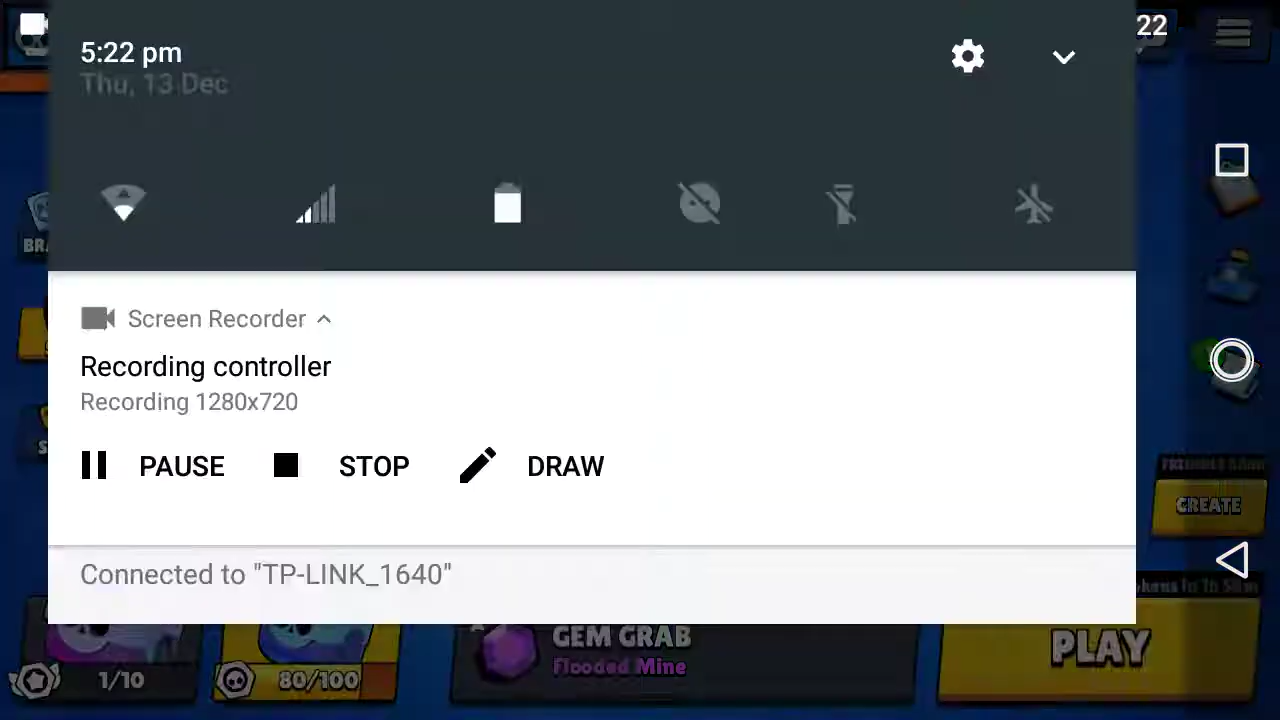 5:22 pm
22
Thu, 13 Dec
BRA
Screen Recorder
Recording controller
Recording 1280x720
PAUSE STOP DRAW
CREATE
Connected to "TP-LINK_1640"
GEM GRAB
Flooded Mine
PLAY
1/10
80/100